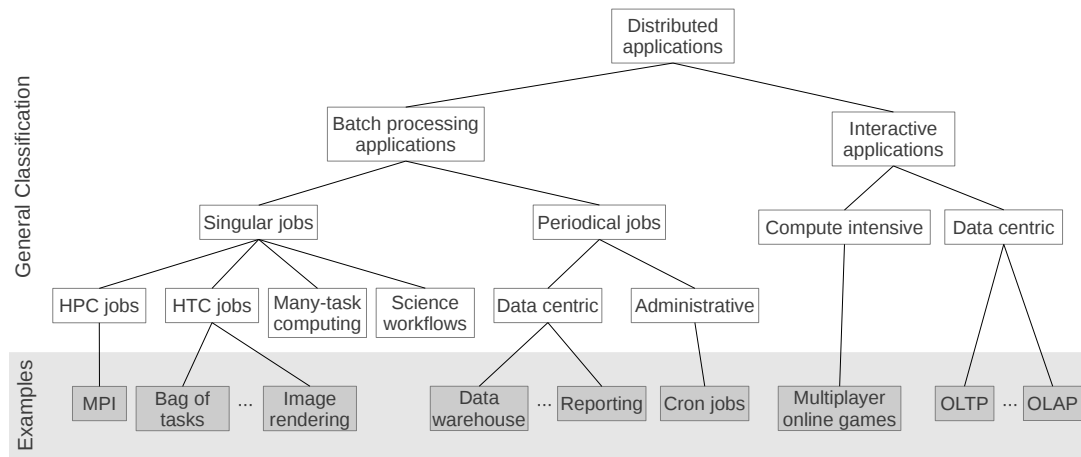 Distributed
applications
General Classification
Batch processing
applications
Interactive
applications
Singular jobs
Periodical jobs
Compute intensive
Data centric
HPC jobs
HTC jobs
Many-task
computing
Science
workflows
Data centric
Administrative
Examples
MPI
Bag of
tasks
...
Image
rendering
Data
warehouse
...
Reporting
Cron jobs
Multiplayer
online games
OLTP
...
OLAP